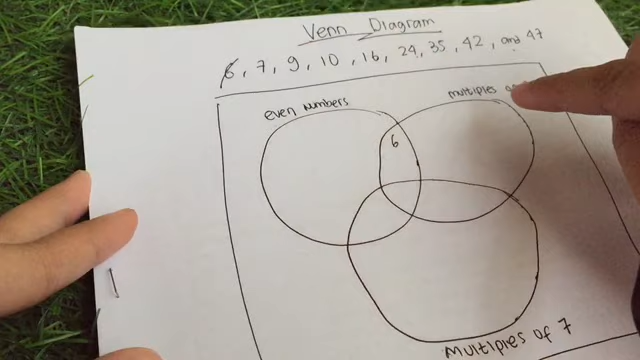 Venn Diagram
6, 7, 9, 10, 16, 24, 35, 42, and 47
even numbers
multiples
6
Multiples of 7